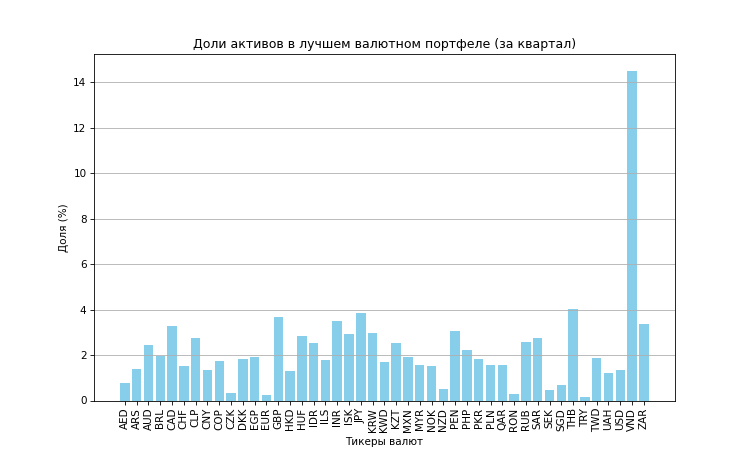 Доли активов в лучшем валютном портфеле (за квартал)
14
12
10
8
6
4
2
0
Доля (%)
AED ARS AUD BRL CAD CHF CLP CNY COP CZK DKK EGP EUR GBP HKD HUF IDR ILS INR ISK JPY KRW KWD KZT MXN MYR NOK NZD PEN PHP PKR PLN QAR RON RUB SAR SEK SGD THB TRY TWD UAH USD VND ZAR
Тикеры валют